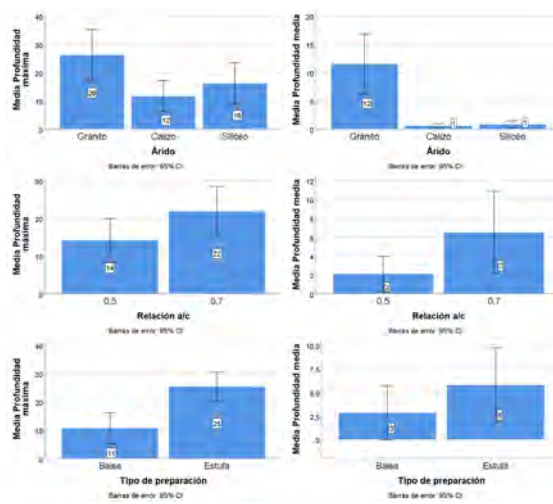 Media Profundidad máxima
40
30
20
10
0
26
12
16
Granito
Calizo
Silíceo
Árido
Barras de error: 95% CI
Media Profundidad media
20
15
10
5
0
12
1
1
Granito
Calizo
Silíceo
Árido
Barras de error: 95% CI
Media Profundidad máxima
30
20
10
0
14
22
0,5
0,7
Relación a/c
Barras de error: 95% CI
Media Profundidad media
12
10
8
6
4
2
0
2
0,5
0,7
Relación a/c
Barras de error: 95% CI
Media Profundidad máxima
40
30
20
10
0
11
Balsa
Estufa
Tipo de preparación
Barras de error: 95% CI
Media Profundidad media
10,0
7,5
5,0
2,5
,0
3
Balsa
Estufa
Tipo de preparación
Barras de error: 95% CI